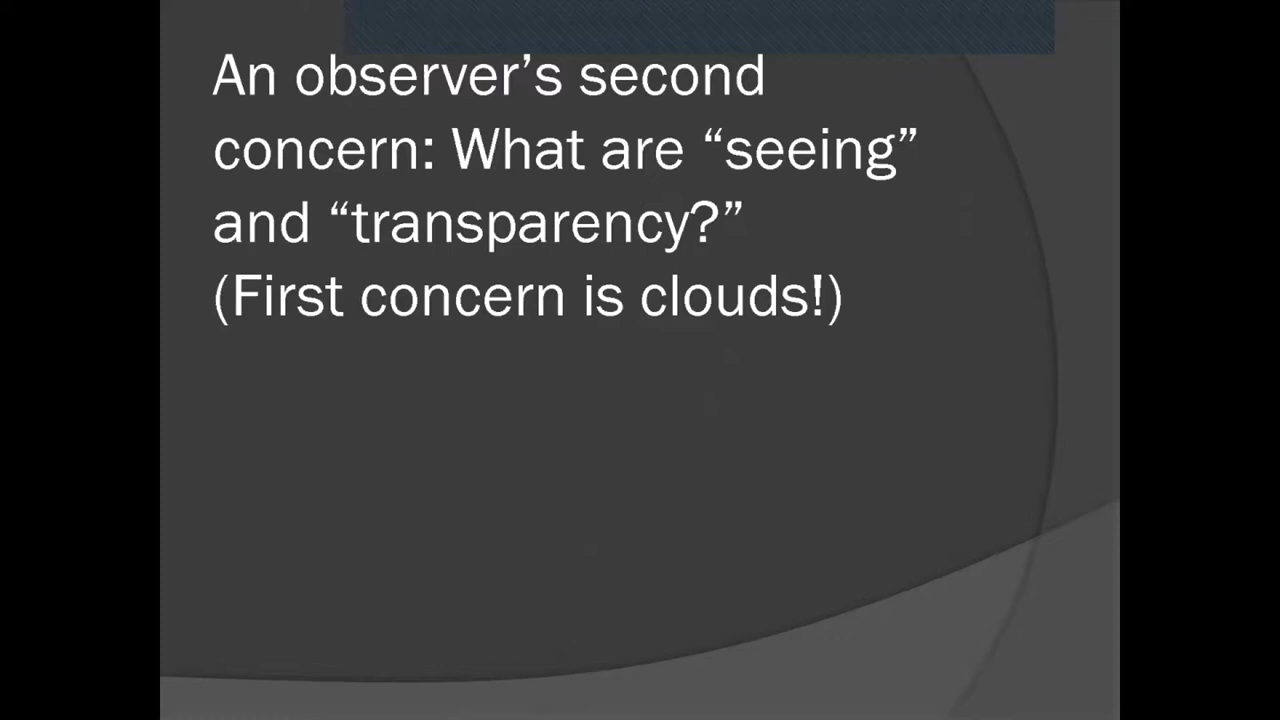 An observer’s second
concern: What are “seeing”
and “transparency?”
(First concern is clouds!)